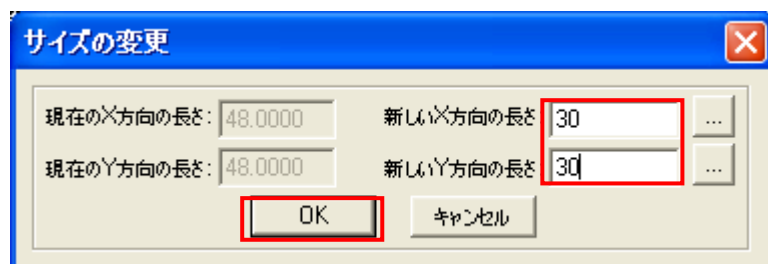 サイズの変更
現在のX方向の長さ: 48.0000 新しいX方向の長さ 30 ...
現在のY方向の長さ: 48.0000 新しいY方向の長さ 30 ...
OK キャンセル